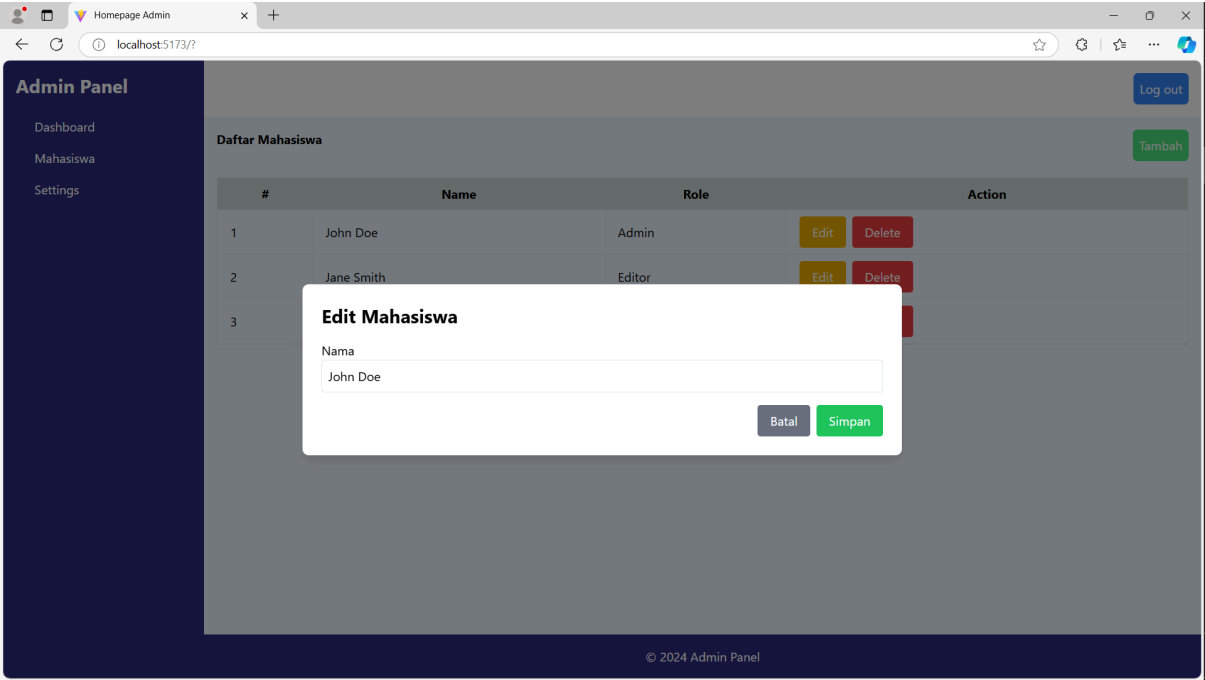 Homepage Admin
localhost:5173/?
Admin Panel
Log out
Dashboard
Mahasiswa
Settings
Daftar Mahasiswa
Tambah
# Name Role Action
1 John Doe Admin Edit Delete
2 Jane Smith Editor Edit Delete
3
Edit Mahasiswa
Nama
John Doe
Batal Simpan
© 2024 Admin Panel